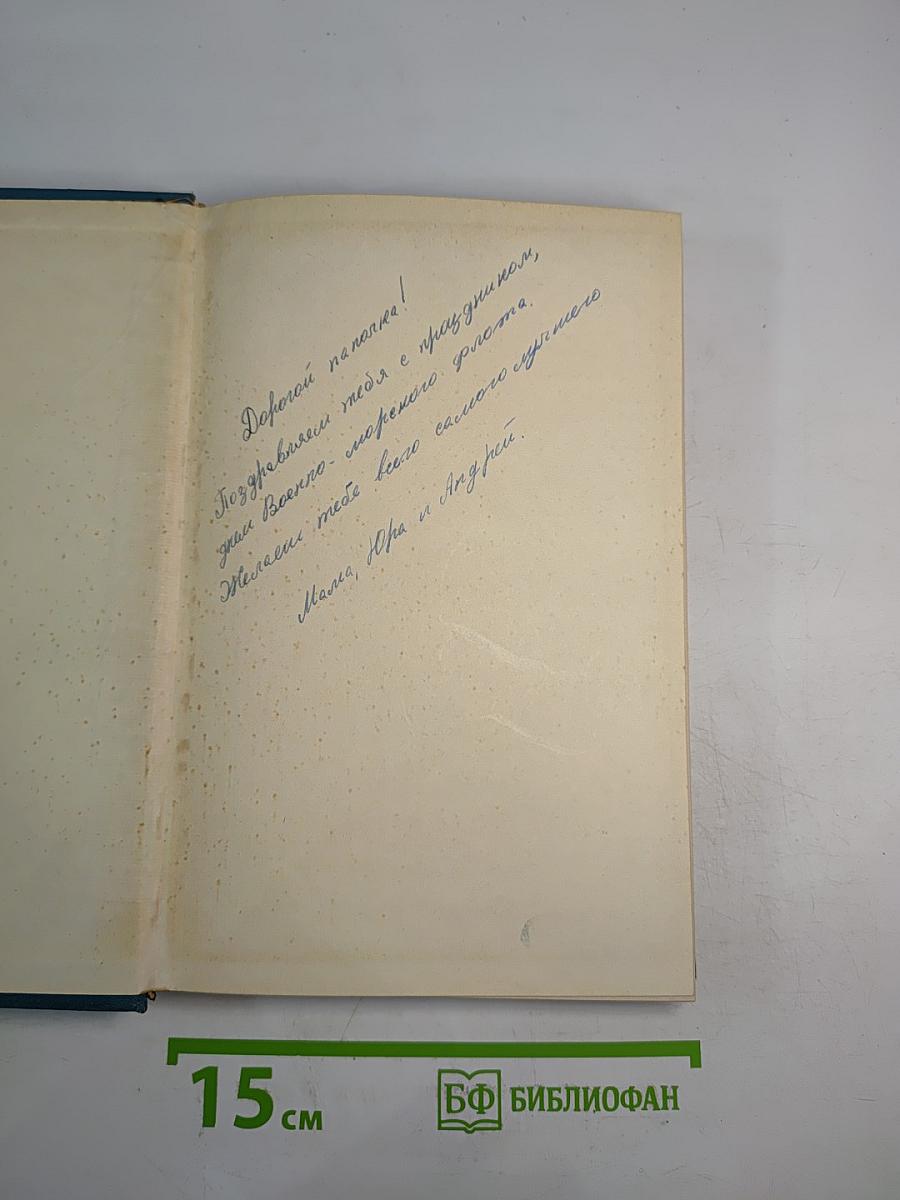 Дорогой папочка!
Поздравляем тебя с праздником,
днем Военно-морского флота.
Желаем тебе всего самого лучшего
Мама, Юра и Андрей.
15 см
БФ БИБЛИОФАН